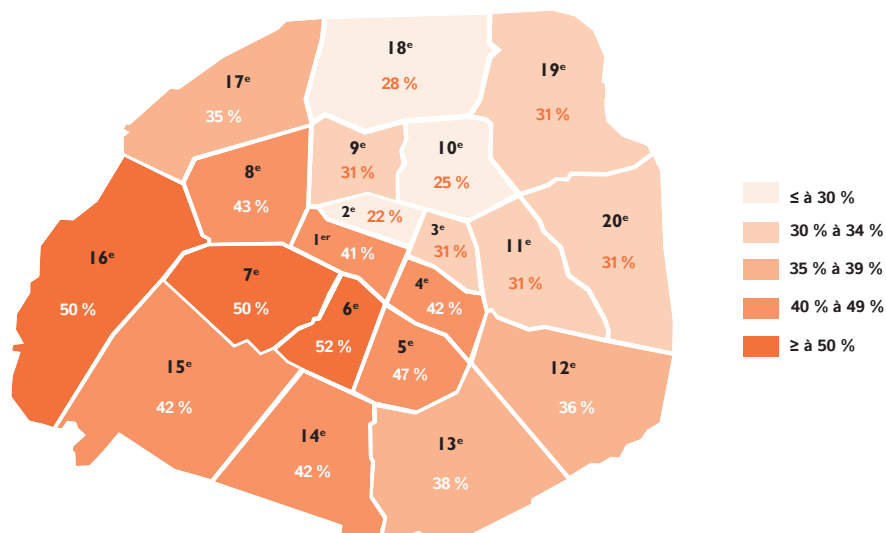 18ᵉ
28 %
19ᵉ
31 %
17ᵉ
35 %
9ᵉ
31 %
10ᵉ
25 %
8ᵉ
43 %
2ᵉ 22 %
1ᵉʳ
41 %
3ᵉ
31 %
11ᵉ
31 %
20ᵉ
31 %
16ᵉ
50 %
7ᵉ
50 %
4ᵉ
42 %
6ᵉ
52 %
5ᵉ
47 %
15ᵉ
42 %
12ᵉ
36 %
14ᵉ
42 %
13ᵉ
38 %
≤ à 30 %
30 % à 34 %
35 % à 39 %
40 % à 49 %
≥ à 50 %